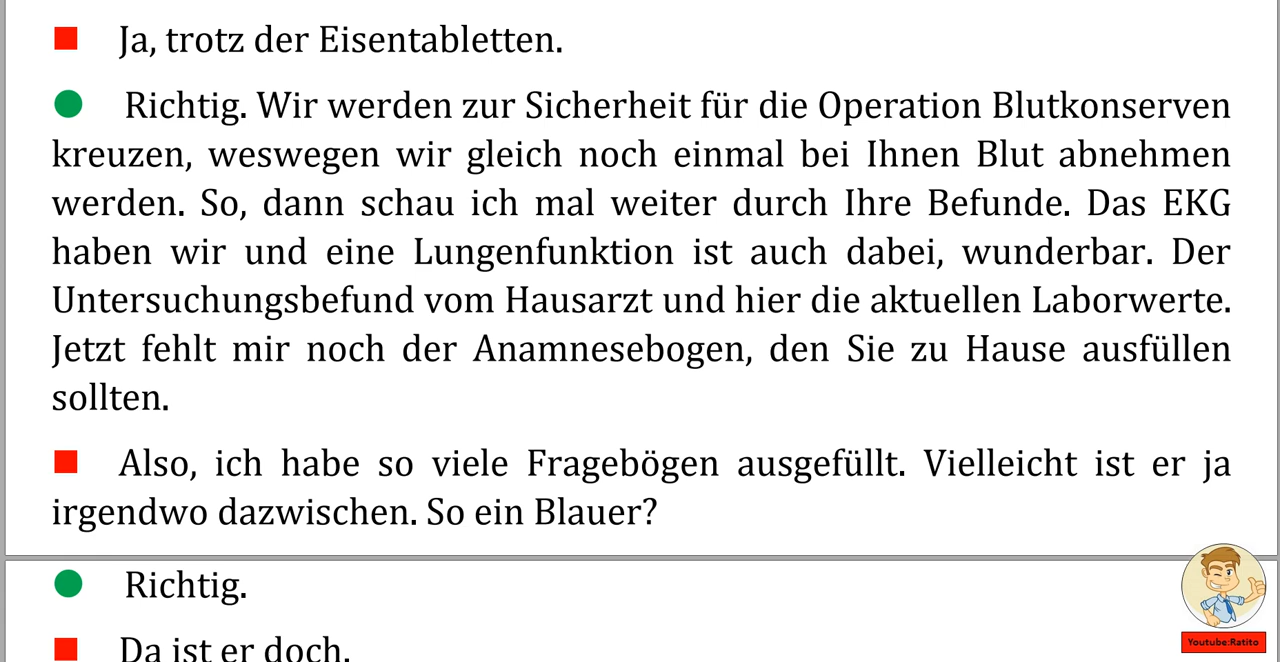 Ja, trotz der Eisentabletten.
Richtig. Wir werden zur Sicherheit für die Operation Blutkonserven
kreuzen, weswegen wir gleich noch einmal bei Ihnen Blut abnehmen
werden. So, dann schau ich mal weiter durch Ihre Befunde. Das EKG
haben wir und eine Lungenfunktion ist auch dabei, wunderbar. Der
Untersuchungsbefund vom Hausarzt und hier die aktuellen Laborwerte.
Jetzt fehlt mir noch der Anamnesebogen, den Sie zu Hause ausfüllen
sollten.
Also, ich habe so viele Fragebögen ausgefüllt. Vielleicht ist er ja
irgendwo dazwischen. So ein Blauer?
Richtig.
Da ist er doch.
Youtube:Ratito